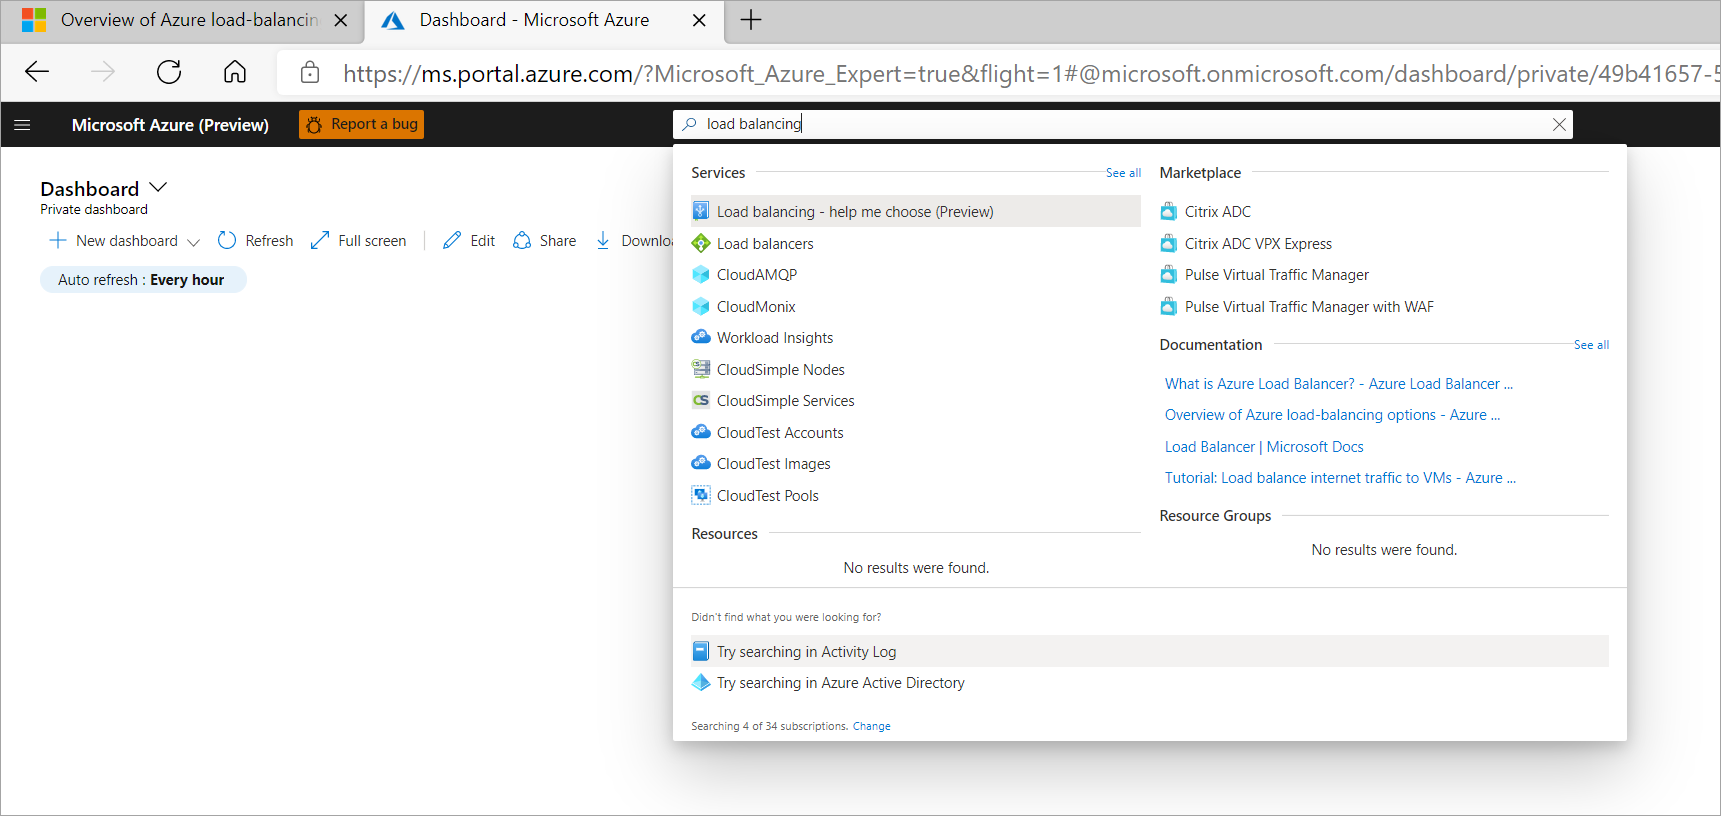 Overview of Azure load-balancin
Dashboard - Microsoft Azure
https://ms.portal.azure.com/?Microsoft_Azure_Expert=true&flight=1#@microsoft.onmicrosoft.com/dashboard/private/49b41657-5
Microsoft Azure (Preview)
Report a bug
load balancing
Dashboard
Private dashboard
New dashboard
Refresh
Full screen
Edit
Share
Downloa
Auto refresh : Every hour
Services
See all
Load balancing - help me choose (Preview)
Load balancers
CloudAMQP
CloudMonix
Workload Insights
CloudSimple Nodes
CloudSimple Services
CloudTest Accounts
CloudTest Images
CloudTest Pools
Resources
No results were found.
Marketplace
Citrix ADC
Citrix ADC VPX Express
Pulse Virtual Traffic Manager
Pulse Virtual Traffic Manager with WAF
Documentation
See all
What is Azure Load Balancer? - Azure Load Balancer ...
Overview of Azure load-balancing options - Azure ...
Load Balancer | Microsoft Docs
Tutorial: Load balance internet traffic to VMs - Azure ...
Resource Groups
No results were found.
Didn't find what you were looking for?
Try searching in Activity Log
Try searching in Azure Active Directory
Searching 4 of 34 subscriptions. Change